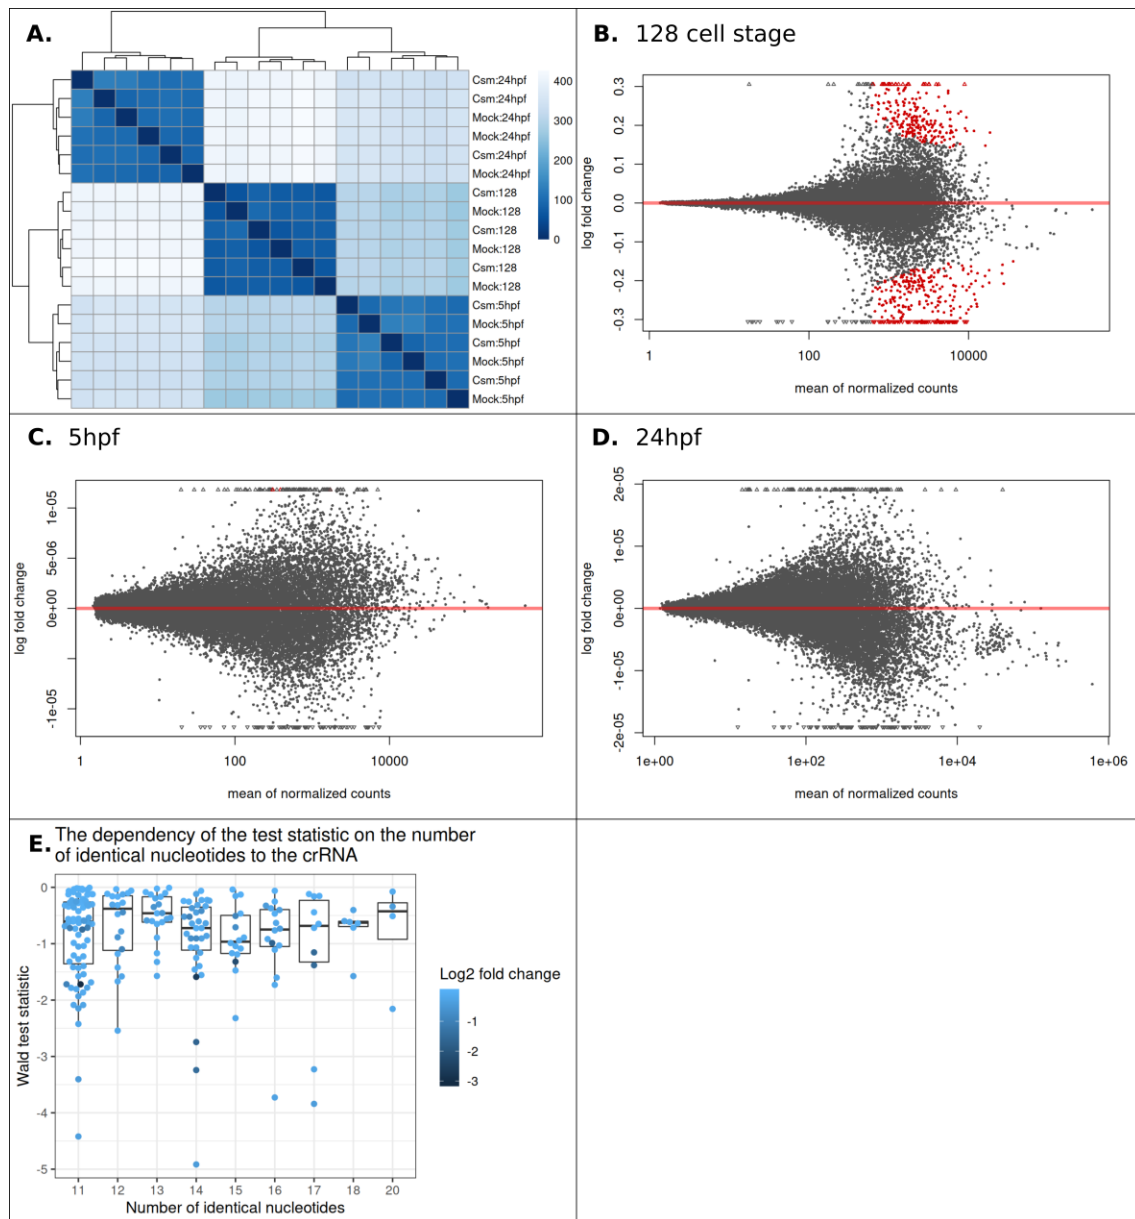 A.
Csm:24hpf
Csm:24hpf
Mock:24hpf
Mock:24hpf
Csm:24hpf
Mock:24hpf
Csm:128
Mock:128
Csm:128
Mock:128
Csm:128
Mock:128
Csm:5hpf
Mock:5hpf
Csm:5hpf
Mock:5hpf
Csm:5hpf
Mock:5hpf
400
300
200
100
0
B. 128 cell stage
log fold change
0.3
0.2
0.1
0.0
-0.1
-0.2
-0.3
1 100 10000
mean of normalized counts
C. 5hpf
log fold change
1e-05
5e-06
0e+00
-1e-05
1 100 10000
mean of normalized counts
D. 24hpf
log fold change
2e-05
1e-05
0e+00
-1e-05
-2e-05
1e+00 1e+02 1e+04 1e+06
mean of normalized counts
E. The dependency of the test statistic on the number
of identical nucleotides to the crRNA
Wald test statistic
0
-1
-2
-3
-4
-5
11 12 13 14 15 16 17 18 20
Number of identical nucleotides
Log2 fold change
-1
-2
-3